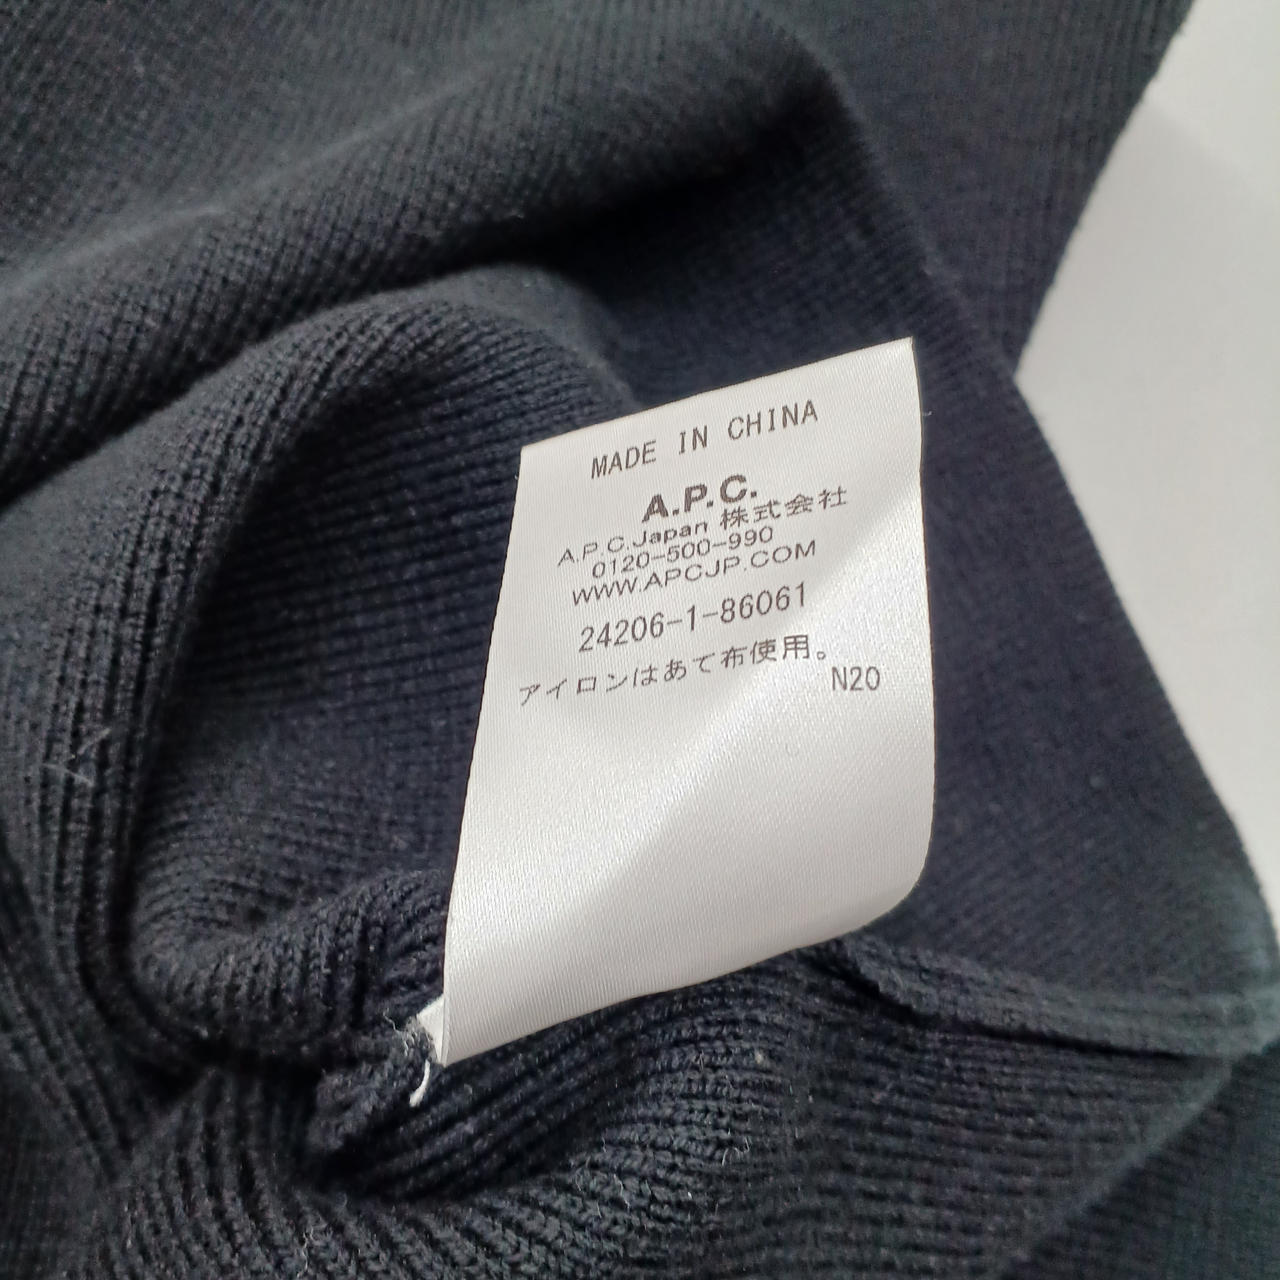 MADE IN CHINA
A.P.C.
A.P.C.Japan 株式会社
0120-500-990
WWW.APCJP.COM
24206-1-86061
アイロンはあて布使用。
N20